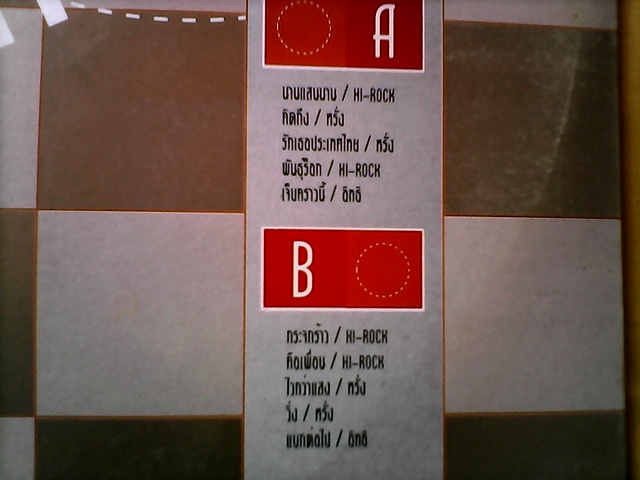 A
นานแสนนาน / HI-ROCK
คิดถึง / หรั่ง
รักเธอประเทศไทย / หรั่ง
พันธุ์ร็อก / HI-ROCK
เจ็บคราวนี้ / อิทธิ
B
กระจกร้าว / HI-ROCK
คือเพื่อน / HI-ROCK
ไวกว่าแสง / หรั่ง
วิ่ง / หรั่ง
แบกต่อไป / อิทธิ